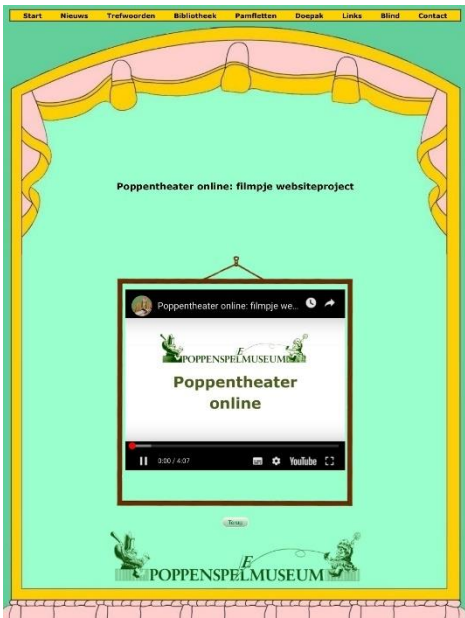 Start Nieuws Trefwoorden Bibliotheek Pamfletten Doepak Links Blind Contact
Poppentheater online: filmpje websiteproject
Poppentheater online: filmpje we...
E
POPPENSPELMUSEUM
Poppentheater
online
0:00 / 4:07 YouTube
Terug
E
POPPENSPELMUSEUM